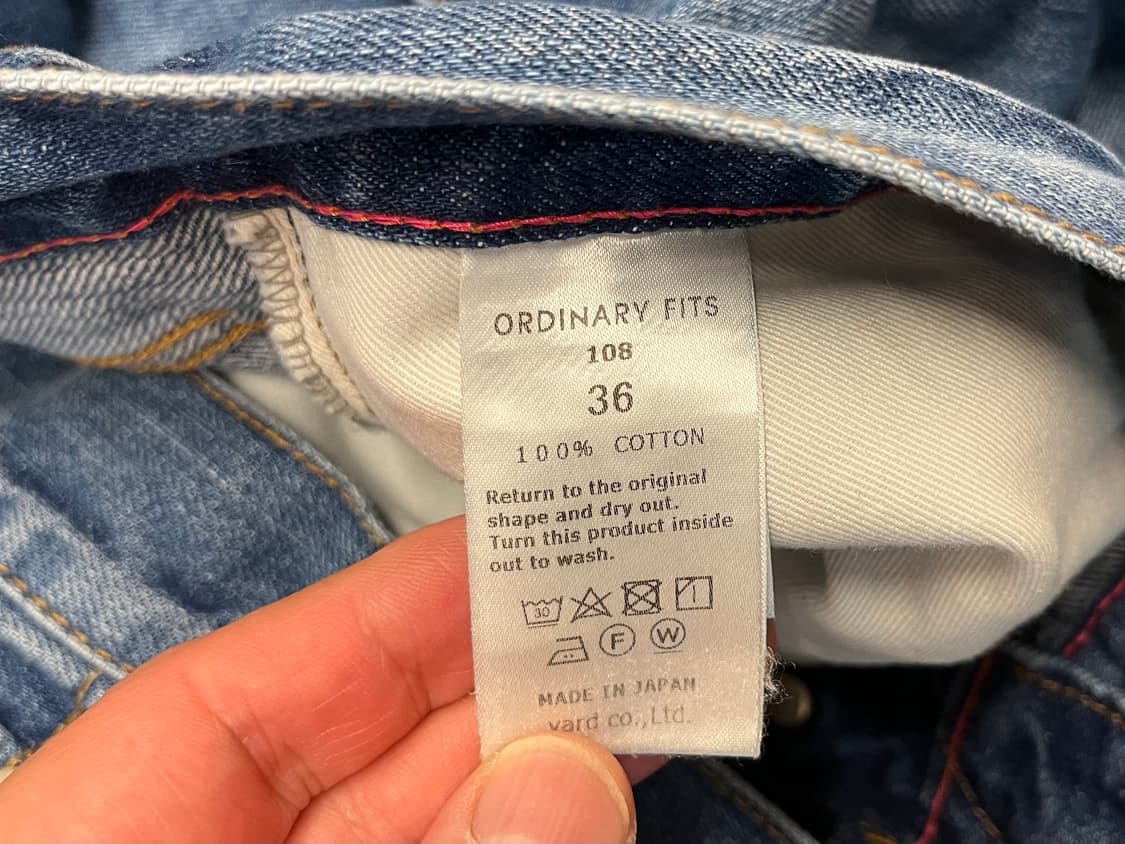 ORDINARY FITS
108
36
100% COTTON
Return to the original
shape and dry out.
Turn this product inside
out to wash.
30
F W
MADE IN JAPAN
yard co.,Ltd.